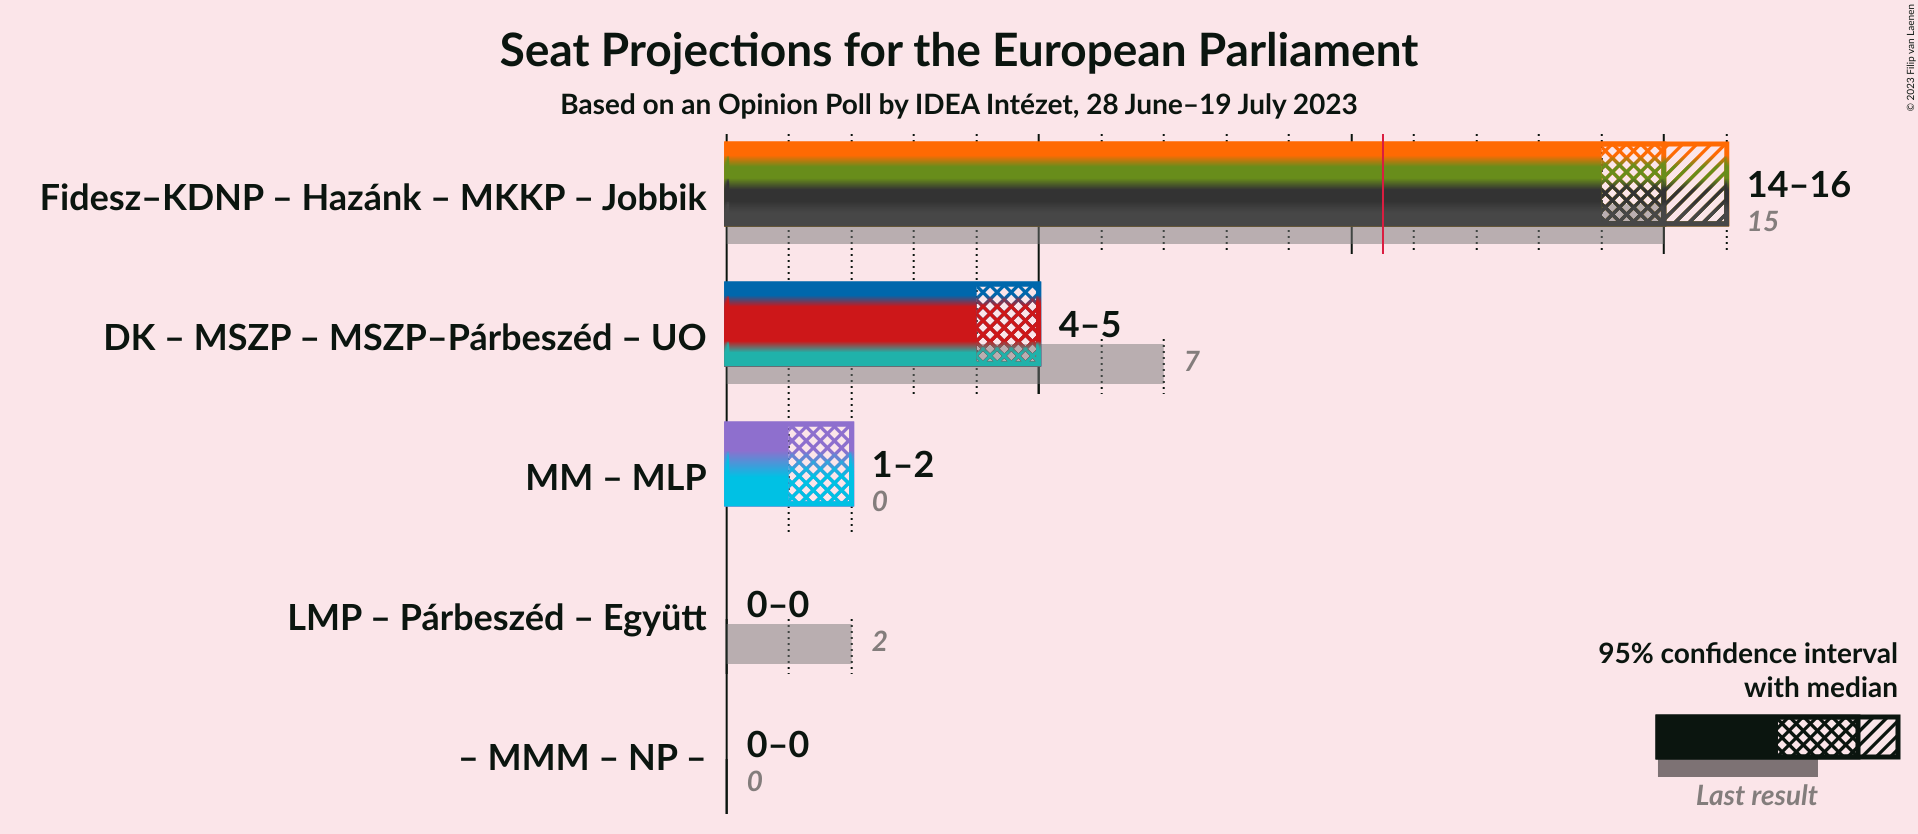 Seat Projections for the European Parliament
Based on an Opinion Poll by IDEA Intézet, 28 June–19 July 2023
© 2023 Filip van Laenen
Fidesz–KDNP – Hazánk – MKKP – Jobbik
14–16
15
DK – MSZP – MSZP–Párbeszéd – UO
4–5
7
MM – MLP
1–2
0
LMP – Párbeszéd – Együtt
0–0
2
– MMM – NP –
0–0
0
95% confidence interval
with median
Last result